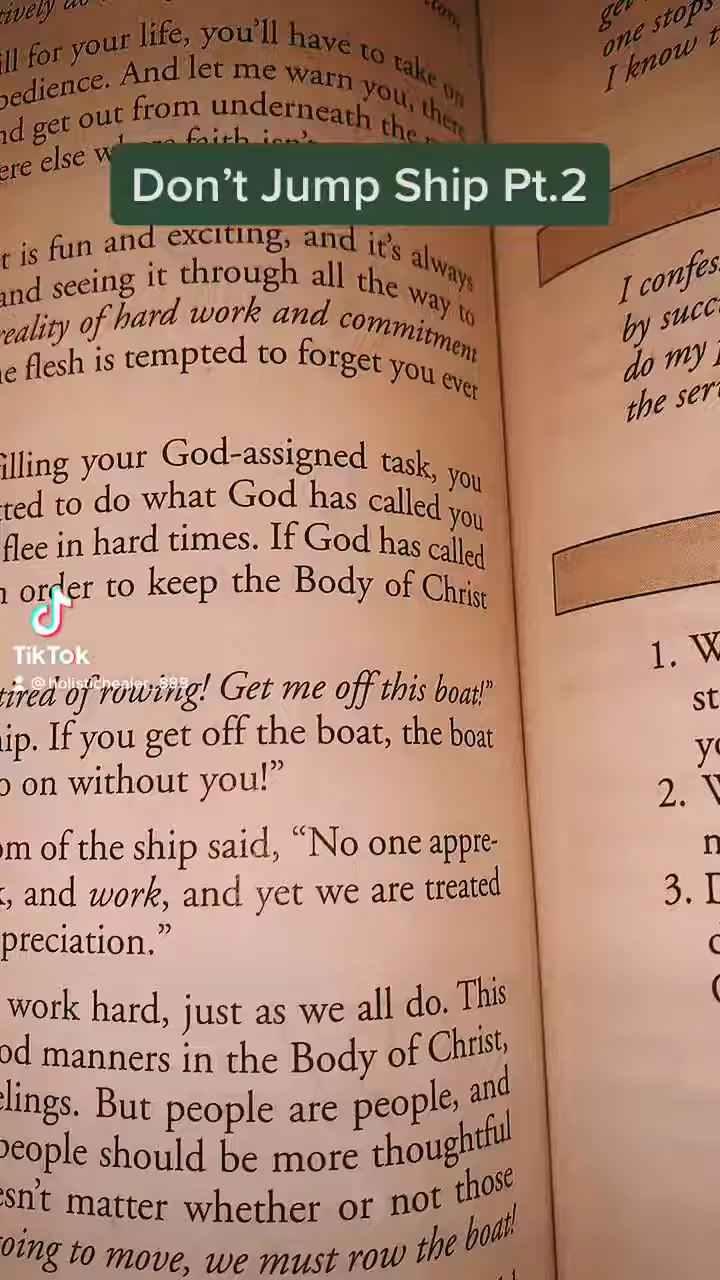 ill for your life, you'll have to take on
bedience. And let me warn you, there
nd get out from underneath the
ere else where faith isn't
Don't Jump Ship Pt.2
t is fun and exciting, and it's always
and seeing it through all the way to
reality of hard work and commitment
e flesh is tempted to forget you ever
illing your God-assigned task, you
ted to do what God has called you
flee in hard times. If God has called
n order to keep the Body of Christ
TikTok
@holistichealer_888
tired of rowing! Get me off this boat!"
ip. If you get off the boat, the boat
o on without you!"
om of the ship said, "No one appre-
k, and work, and yet we are treated
preciation."
work hard, just as we all do. This
od manners in the Body of Christ,
elings. But people are people, and
people should be more thoughtful
esn't matter whether or not those
oing to move, we must row the boat!
ge
one stops
I know t
I confes
by succ
do my
the ser
1. W
st
yo
2. W
n
3. D